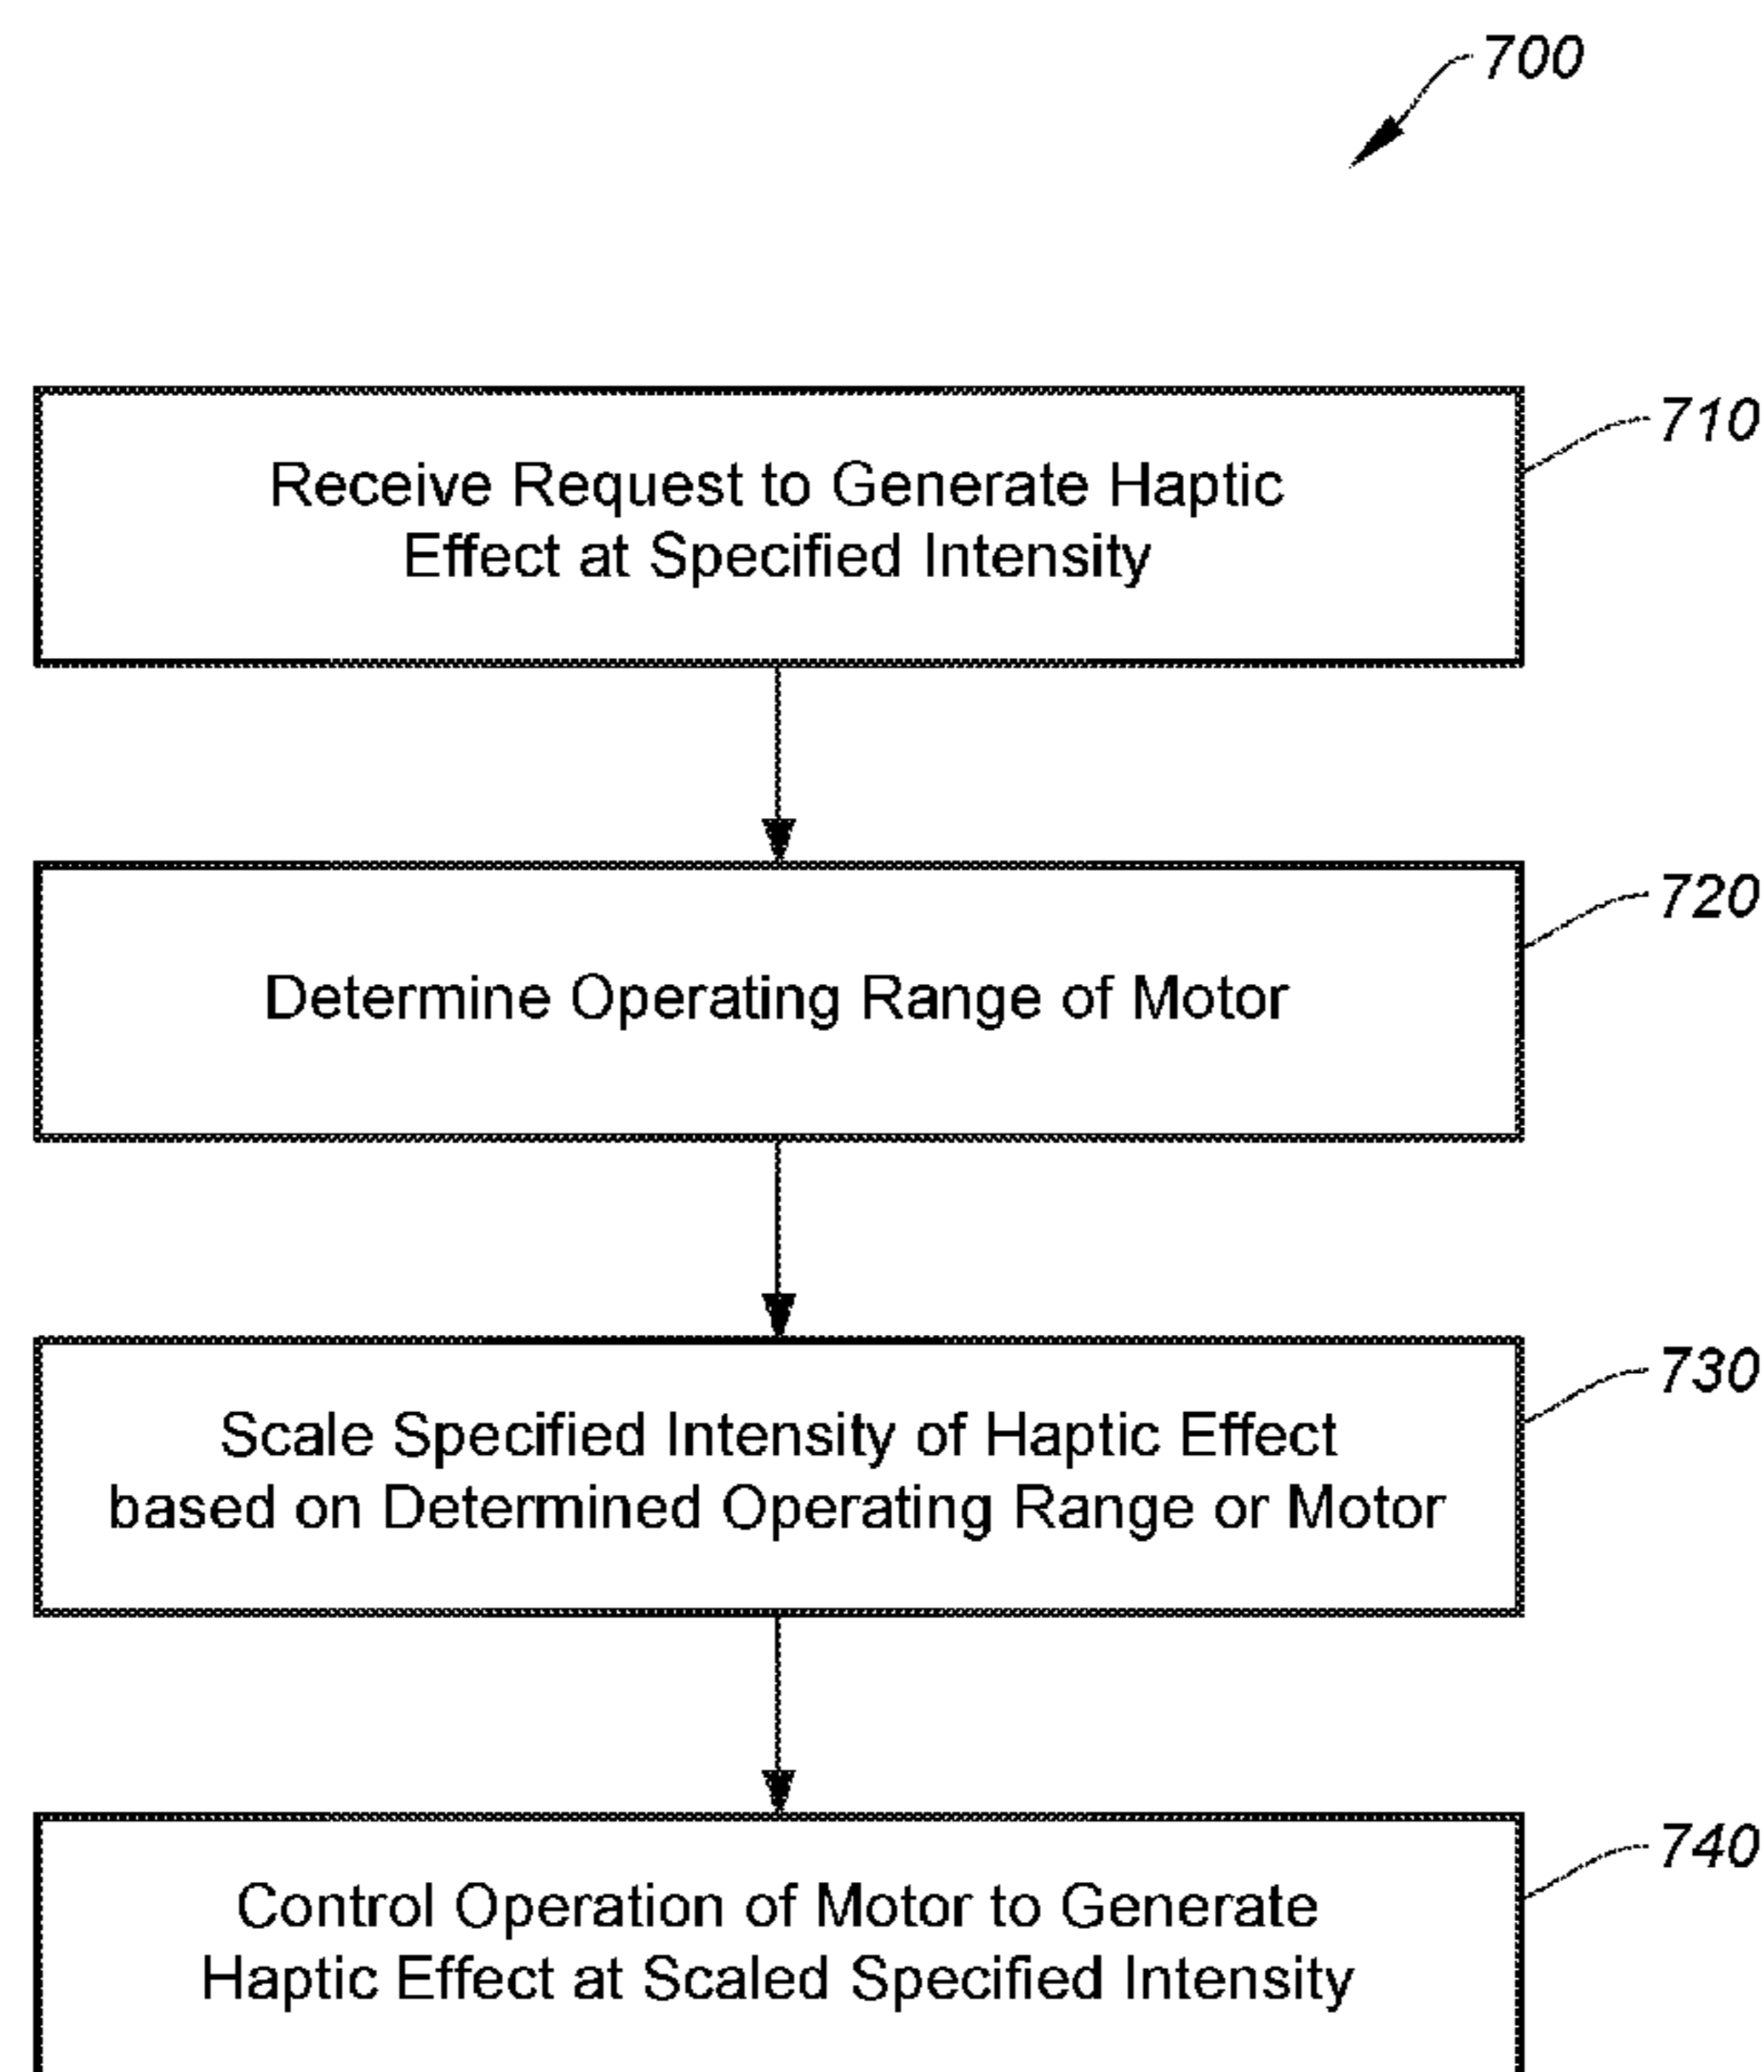 700
710
Receive Request to Generate Haptic
Effect at Specified Intensity
720
Determine Operating Range of Motor
730
Scale Specified Intensity of Haptic Effect
based on Determined Operating Range or Motor
740
Control Operation of Motor to Generate
Haptic Effect at Scaled Specified Intensity